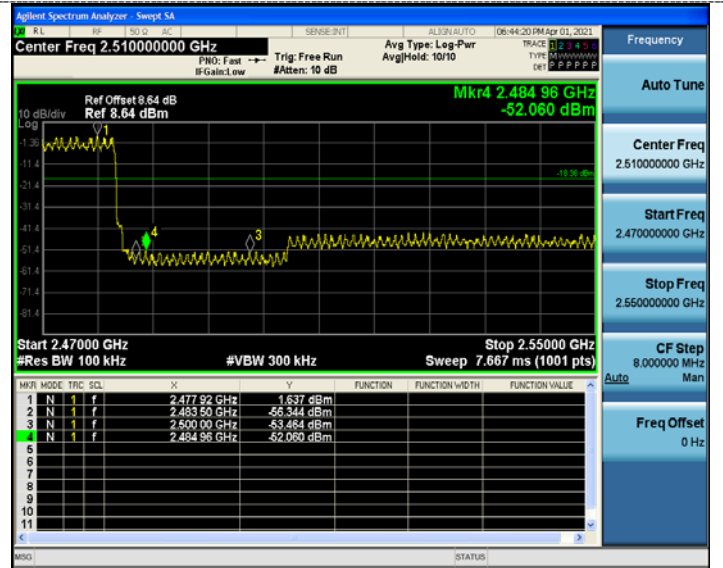 Agilent Spectrum Analyzer - Swept SA
RL RF 50 Ω AC SENSE:INT ALIGN AUTO 06:44:20 PM Apr 01, 2021
Center Freq 2.510000000 GHz
PNO: Fast
IFGain:Low
Trig: Free Run
#Atten: 10 dB
Avg Type: Log-Pwr
Avg|Hold: 10/10
TRACE 1 2 3 4 5 6
TYPE M
DET P P P P P P
Mkr4 2.484 96 GHz
-52.060 dBm
10 dB/div
Log
Ref Offset 8.64 dB
Ref 8.64 dBm
-1.36
-11.4
-21.4
-31.4
-41.4
-51.4
-61.4
-71.4
-81.4
1
4
3
-18.36 dBm
Start 2.47000 GHz
Stop 2.55000 GHz
#Res BW 100 kHz
#VBW 300 kHz
Sweep 7.667 ms (1001 pts)
MKR MODE TRC SCL X Y FUNCTION FUNCTION WIDTH FUNCTION VALUE
1 N 1 f 2.477 92 GHz 1.637 dBm
2 N 1 f 2.483 50 GHz -56.344 dBm
3 N 1 f 2.500 00 GHz -53.464 dBm
4 N 1 f 2.484 96 GHz -52.060 dBm
5
6
7
8
9
10
11
MSG
STATUS
Frequency
Auto Tune
Center Freq
2.510000000 GHz
Start Freq
2.470000000 GHz
Stop Freq
2.550000000 GHz
CF Step
8.000000 MHz
Auto Man
Freq Offset
0 Hz